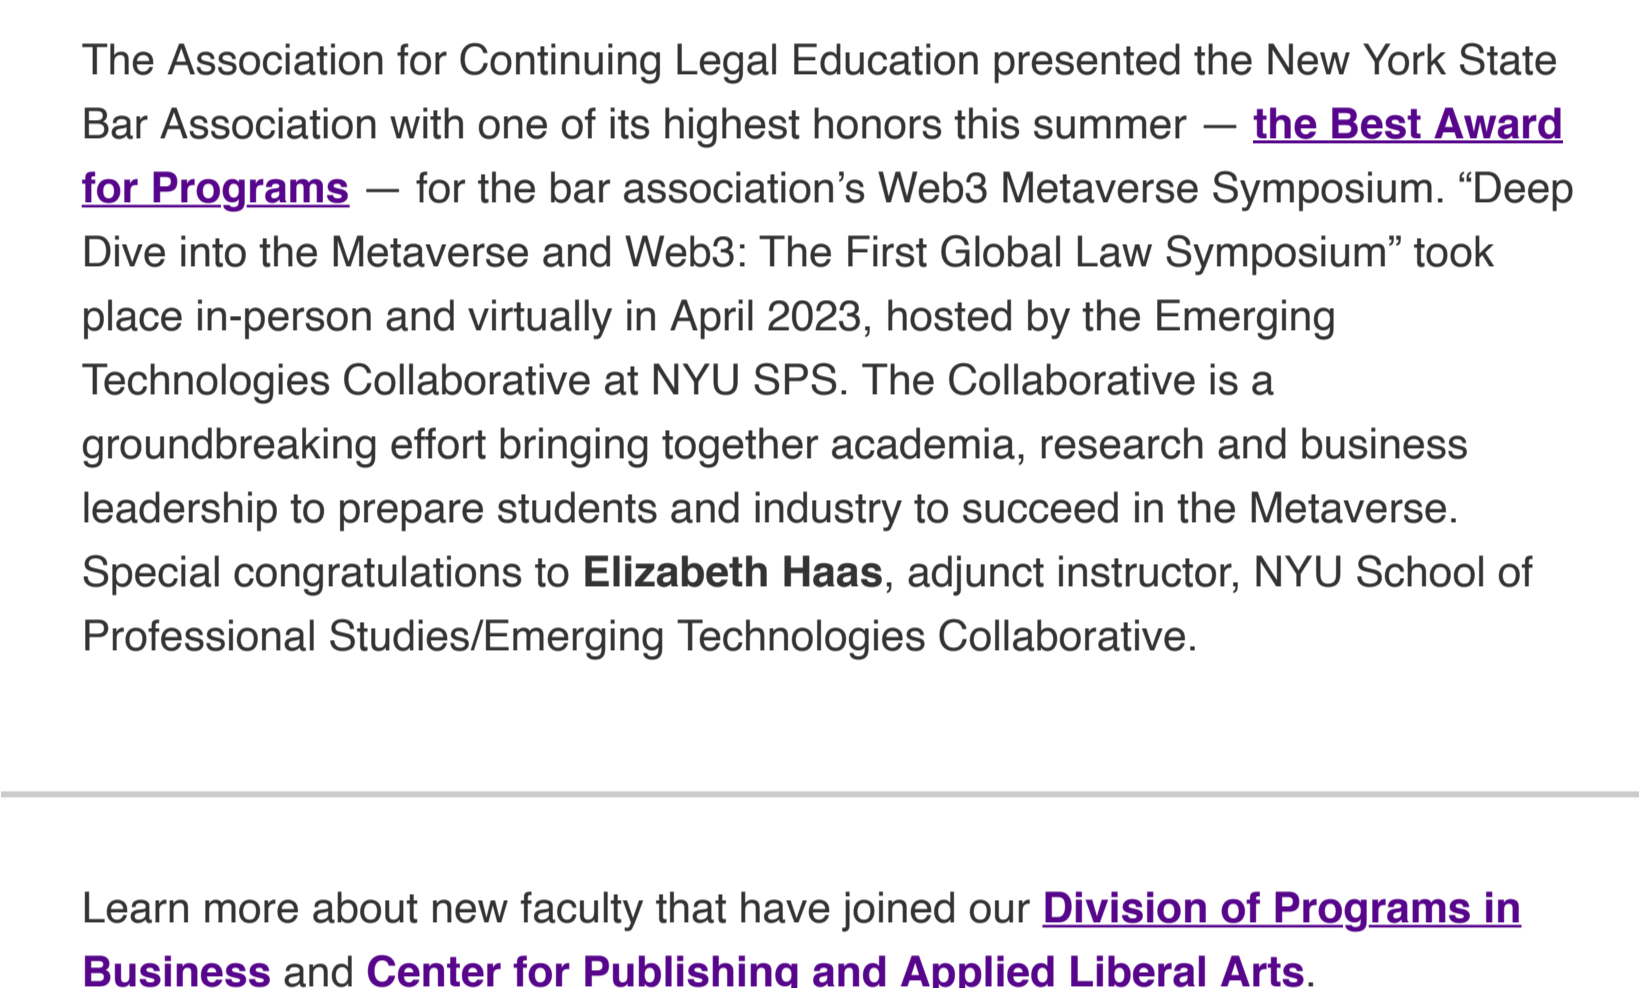 The Association for Continuing Legal Education presented the New York State
Bar Association with one of its highest honors this summer — the Best Award
for Programs — for the bar association’s Web3 Metaverse Symposium. “Deep
Dive into the Metaverse and Web3: The First Global Law Symposium” took
place in-person and virtually in April 2023, hosted by the Emerging
Technologies Collaborative at NYU SPS. The Collaborative is a
groundbreaking effort bringing together academia, research and business
leadership to prepare students and industry to succeed in the Metaverse.
Special congratulations to Elizabeth Haas, adjunct instructor, NYU School of
Professional Studies/Emerging Technologies Collaborative.
Learn more about new faculty that have joined our Division of Programs in
Business and Center for Publishing and Applied Liberal Arts.